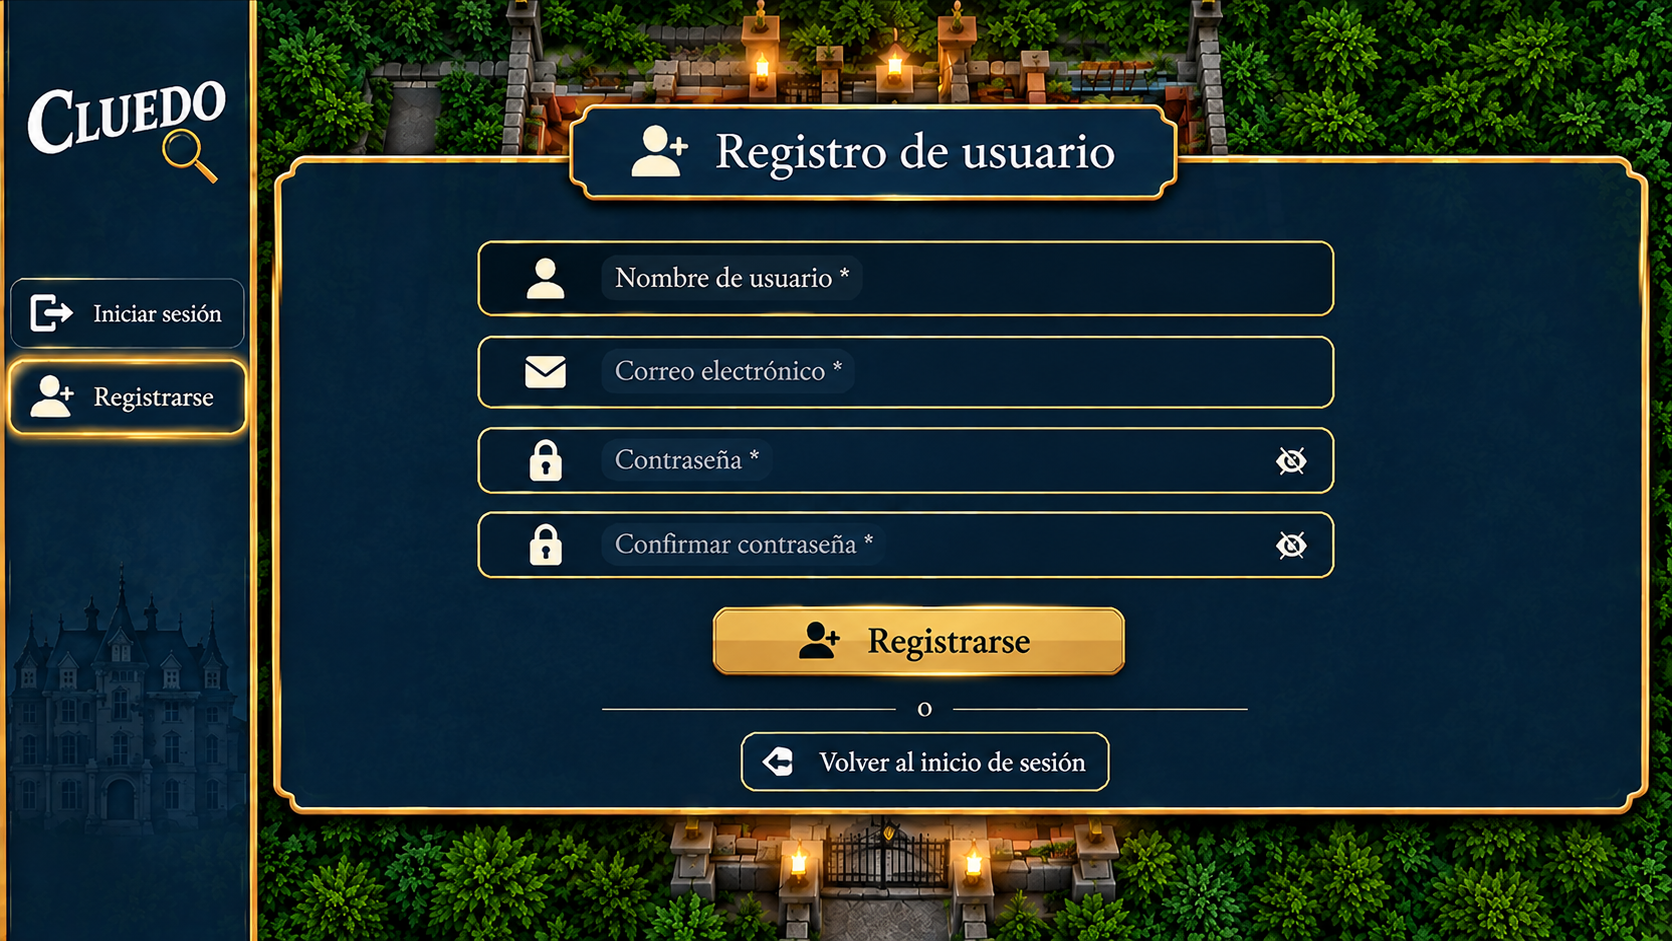 CLUEDO
Iniciar sesión
Registrarse
Registro de usuario
Nombre de usuario *
Correo electrónico *
Contraseña *
Confirmar contraseña *
Registrarse
o
Volver al inicio de sesión